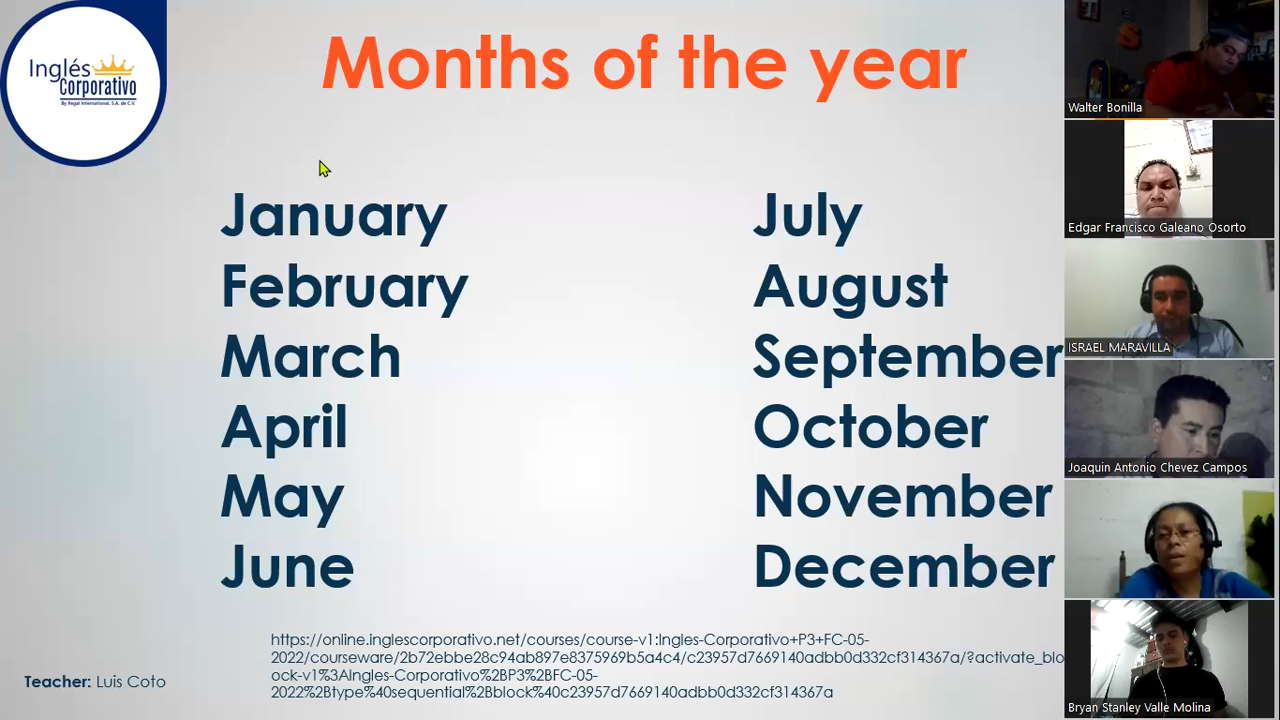 Inglés
Corporativo
By Regal International, S.A. de C.V.
Months of the year
January
February
March
April
May
June
July
August
September
October
November
December
https://online.inglescorporativo.net/courses/course-v1:Ingles-Corporativo+P3+FC-05-
2022/courseware/2b72ebbe28c94ab897e8375969b5a4c4/c23957d7669140adbb0d332cf314367a/?activate_blo
ock-v1%3AIngles-Corporativo%2BP3%2BFC-05-
2022%2Btype%40sequential%2Bblock%40c23957d7669140adbb0d332cf314367a
Teacher: Luis Coto
Walter Bonilla
Edgar Francisco Galeano Osorto
ISRAEL MARAVILLA
Joaquin Antonio Chevez Campos
Bryan Stanley Valle Molina